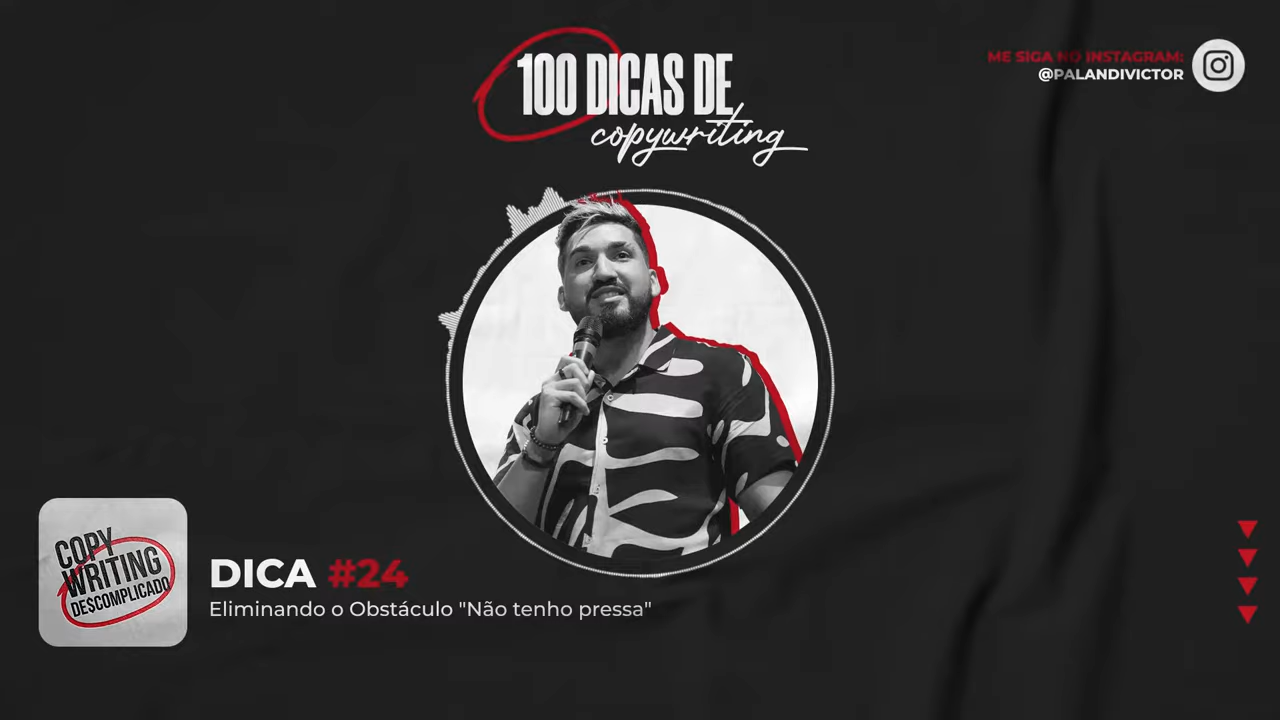 100 DICAS DE
copywriting
ME SIGA NO INSTAGRAM:
@PALANDIVICTOR
COPY
WRITING
DESCOMPLICADO
DICA #24
Eliminando o Obstáculo "Não tenho pressa"